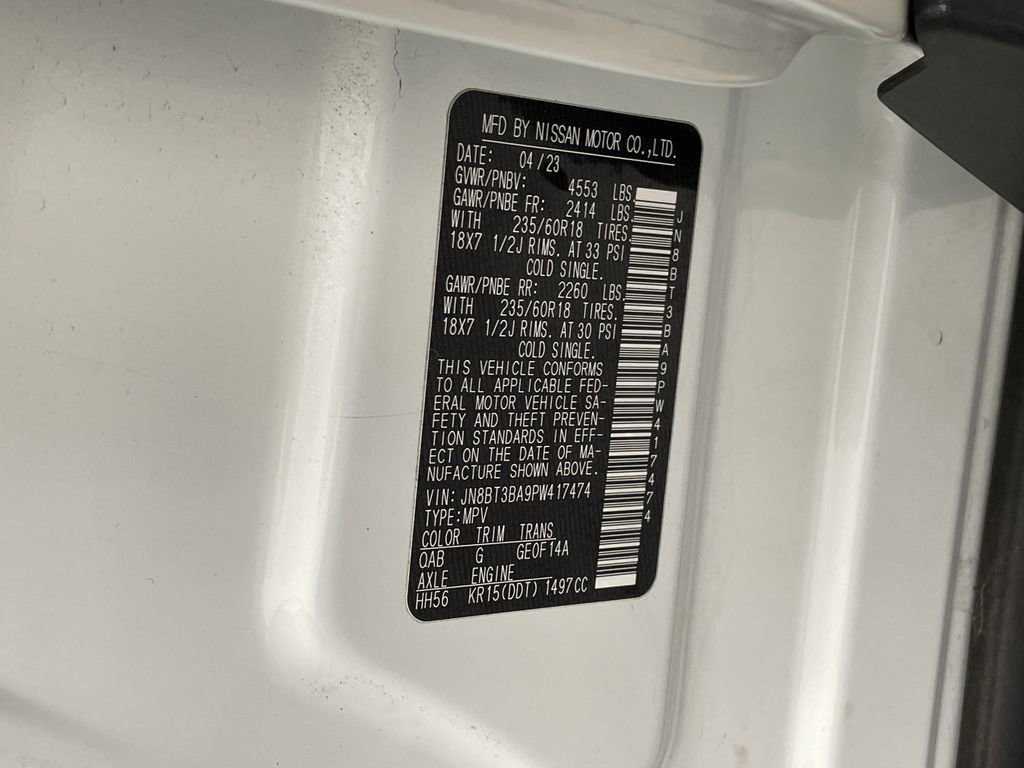 MFD BY NISSAN MOTOR CO.,LTD.
DATE: 04/23
GVWR/PNBV: 4553 LBS.
GAWR/PNBE FR: 2414 LBS.
WITH 235/60R18 TIRES.
18X7 1/2J RIMS. AT 33 PSI
COLD SINGLE.
GAWR/PNBE RR: 2260 LBS.
WITH 235/60R18 TIRES.
18X7 1/2J RIMS. AT 30 PSI
COLD SINGLE.
THIS VEHICLE CONFORMS
TO ALL APPLICABLE FED-
ERAL MOTOR VEHICLE SA-
FETY AND THEFT PREVEN-
TION STANDARDS IN EFF-
ECT ON THE DATE OF MA-
NUFACTURE SHOWN ABOVE.
VIN: JN8BT3BA9PW417474
TYPE:MPV
COLOR TRIM TRANS
QAB G GE0F14A
AXLE ENGINE
HH56 KR15(DDT) 1497CC
JN8BT3BA9PW417474